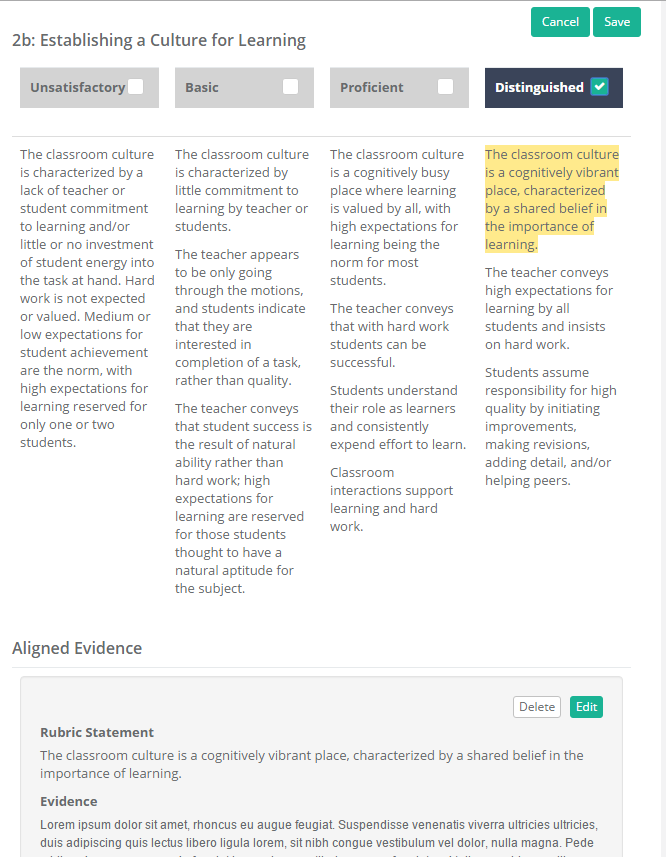 Cancel
Save
2b: Establishing a Culture for Learning
Unsatisfactory
Basic
Proficient
Distinguished
The classroom culture
is characterized by a
lack of teacher or
student commitment
to learning and/or
little or no investment
of student energy into
the task at hand. Hard
work is not expected
or valued. Medium or
low expectations for
student achievement
are the norm, with
high expectations for
learning reserved for
only one or two
students.
The classroom culture
is characterized by
little commitment to
learning by teacher or
students.
The teacher appears
to be only going
through the motions,
and students indicate
that they are
interested in
completion of a task,
rather than quality.
The teacher conveys
that student success is
the result of natural
ability rather than
hard work; high
expectations for
learning are reserved
for those students
thought to have a
natural aptitude for
the subject.
The classroom culture
is a cognitively busy
place where learning
is valued by all, with
high expectations for
learning being the
norm for most
students.
The teacher conveys
that with hard work
students can be
successful.
Students understand
their role as learners
and consistently
expend effort to learn.
Classroom
interactions support
learning and hard
work.
The classroom culture
is a cognitively vibrant
place, characterized
by a shared belief in
the importance of
learning.
The teacher conveys
high expectations for
learning by all
students and insists
on hard work.
Students assume
responsibility for high
quality by initiating
improvements,
making revisions,
adding detail, and/or
helping peers.
Aligned Evidence
Delete
Edit
Rubric Statement
The classroom culture is a cognitively vibrant place, characterized by a shared belief in the
importance of learning.
Evidence
Lorem ipsum dolor sit amet, rhoncus eu augue feugiat. Suspendisse venenatis viverra ultricies ultricies,
duis adipiscing quis lectus libero ligula lorem, sit nibh congue vestibulum vel dolor, nulla magna. Pede